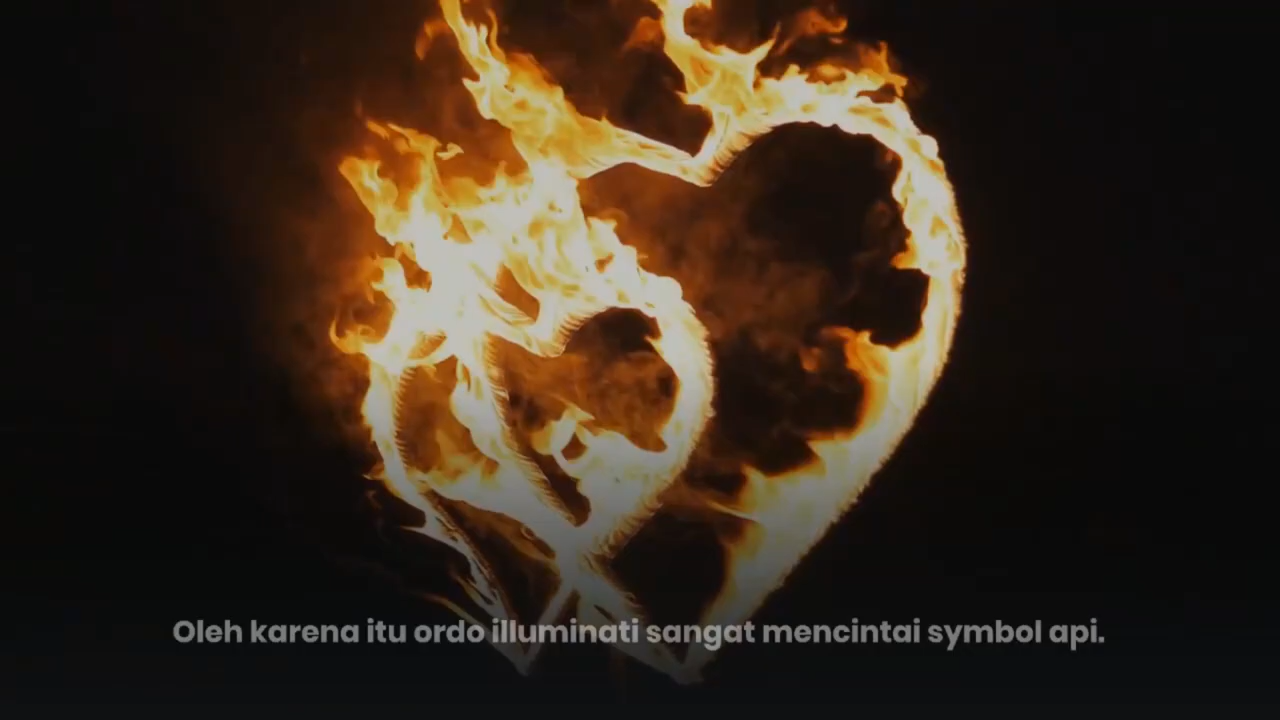 Oleh karena itu ordo illuminati sangat mencintai symbol api.